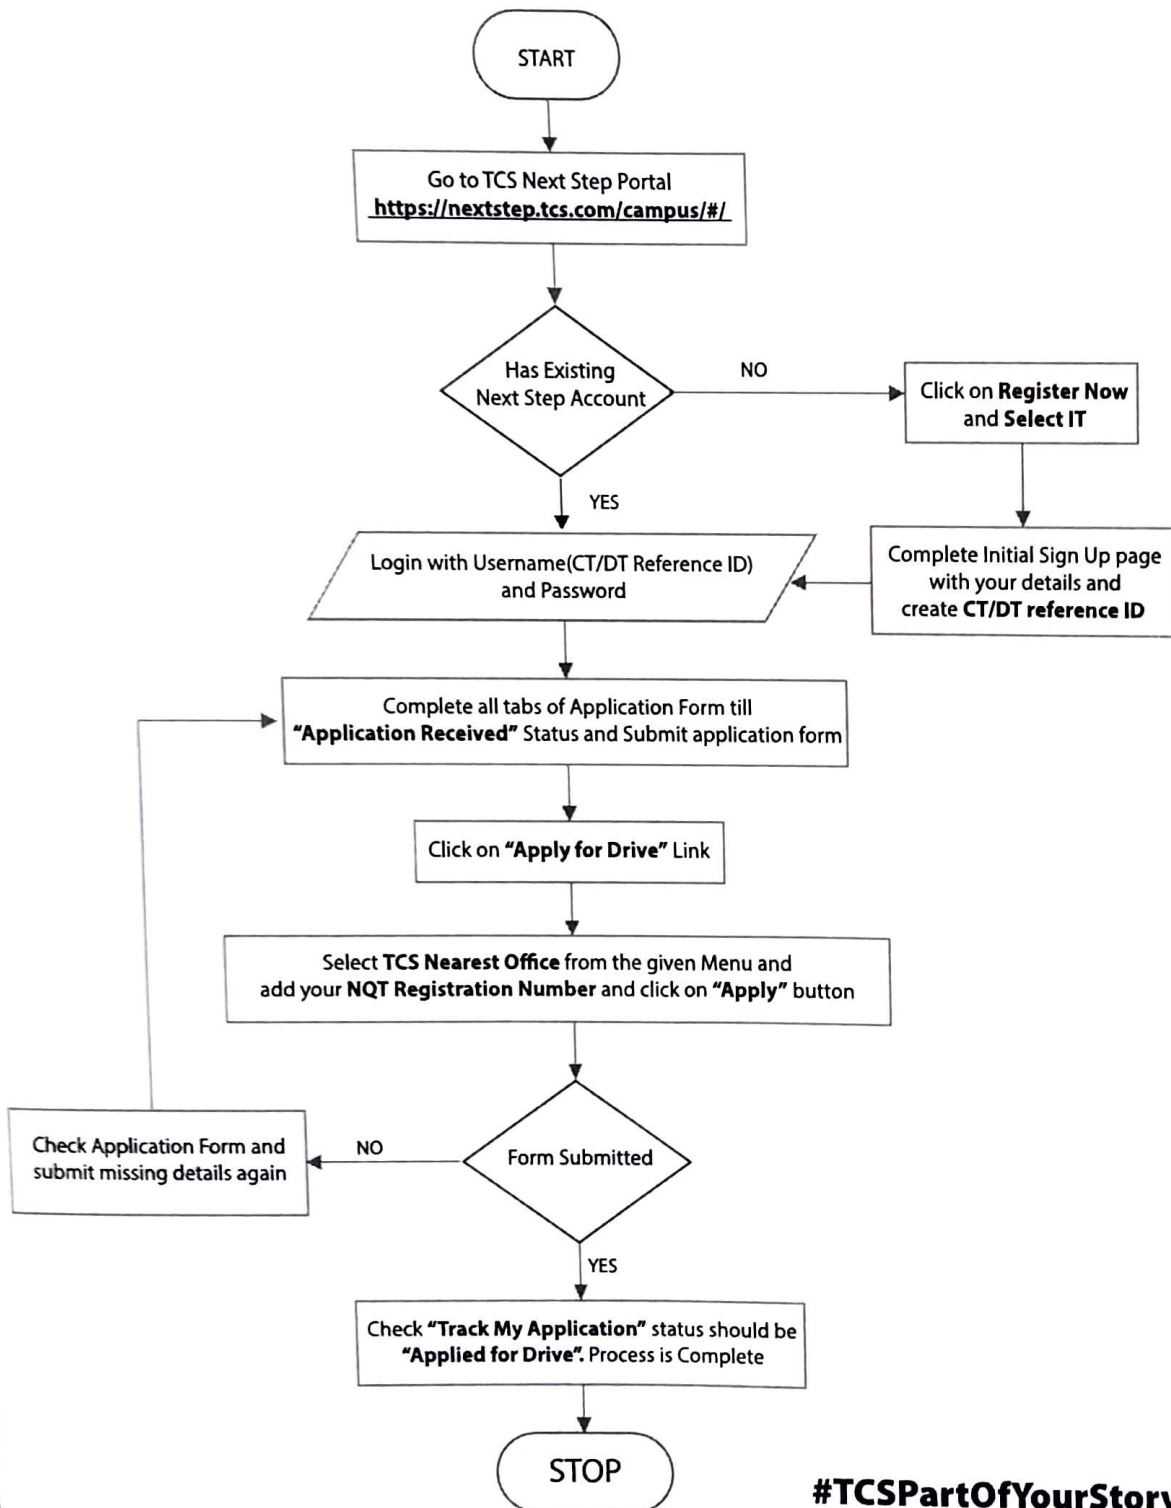 START
Go to TCS Next Step Portal
https://nextstep.tcs.com/campus/#/
Has Existing
Next Step Account
NO
Click on Register Now
and Select IT
YES
Complete Initial Sign Up page
with your details and
create CT/DT reference ID
Login with Username(CT/DT Reference ID)
and Password
Complete all tabs of Application Form till
“Application Received” Status and Submit application form
Click on “Apply for Drive” Link
Select TCS Nearest Office from the given Menu and
add your NQT Registration Number and click on “Apply” button
Form Submitted
NO
Check Application Form and
submit missing details again
YES
Check “Track My Application” status should be
“Applied for Drive”. Process is Complete
STOP
#TCSPartOfYourStory